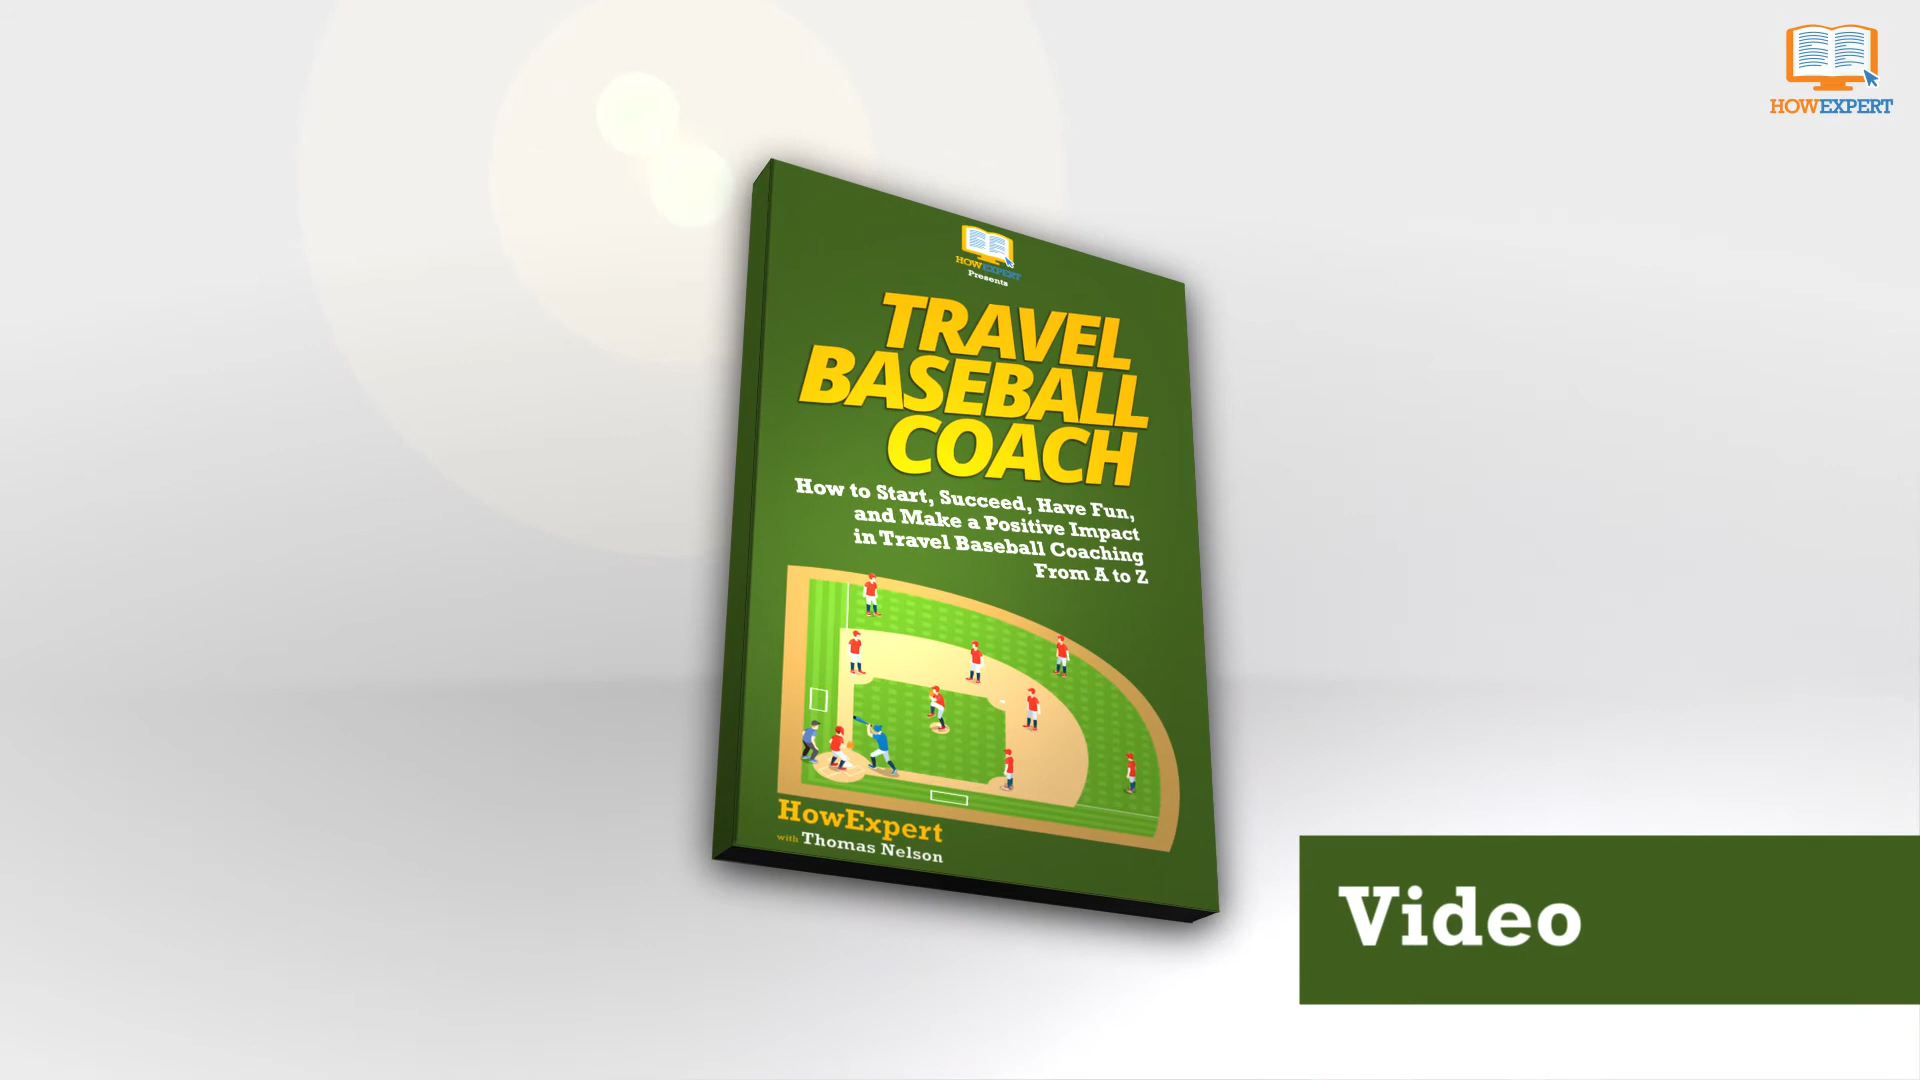 HOWEXPERT
HOWEXPERT
Presents
TRAVEL
BASEBALL
COACH
How to Start, Succeed, Have Fun,
and Make a Positive Impact
in Travel Baseball Coaching
From A to Z
HowExpert
with Thomas Nelson
Video